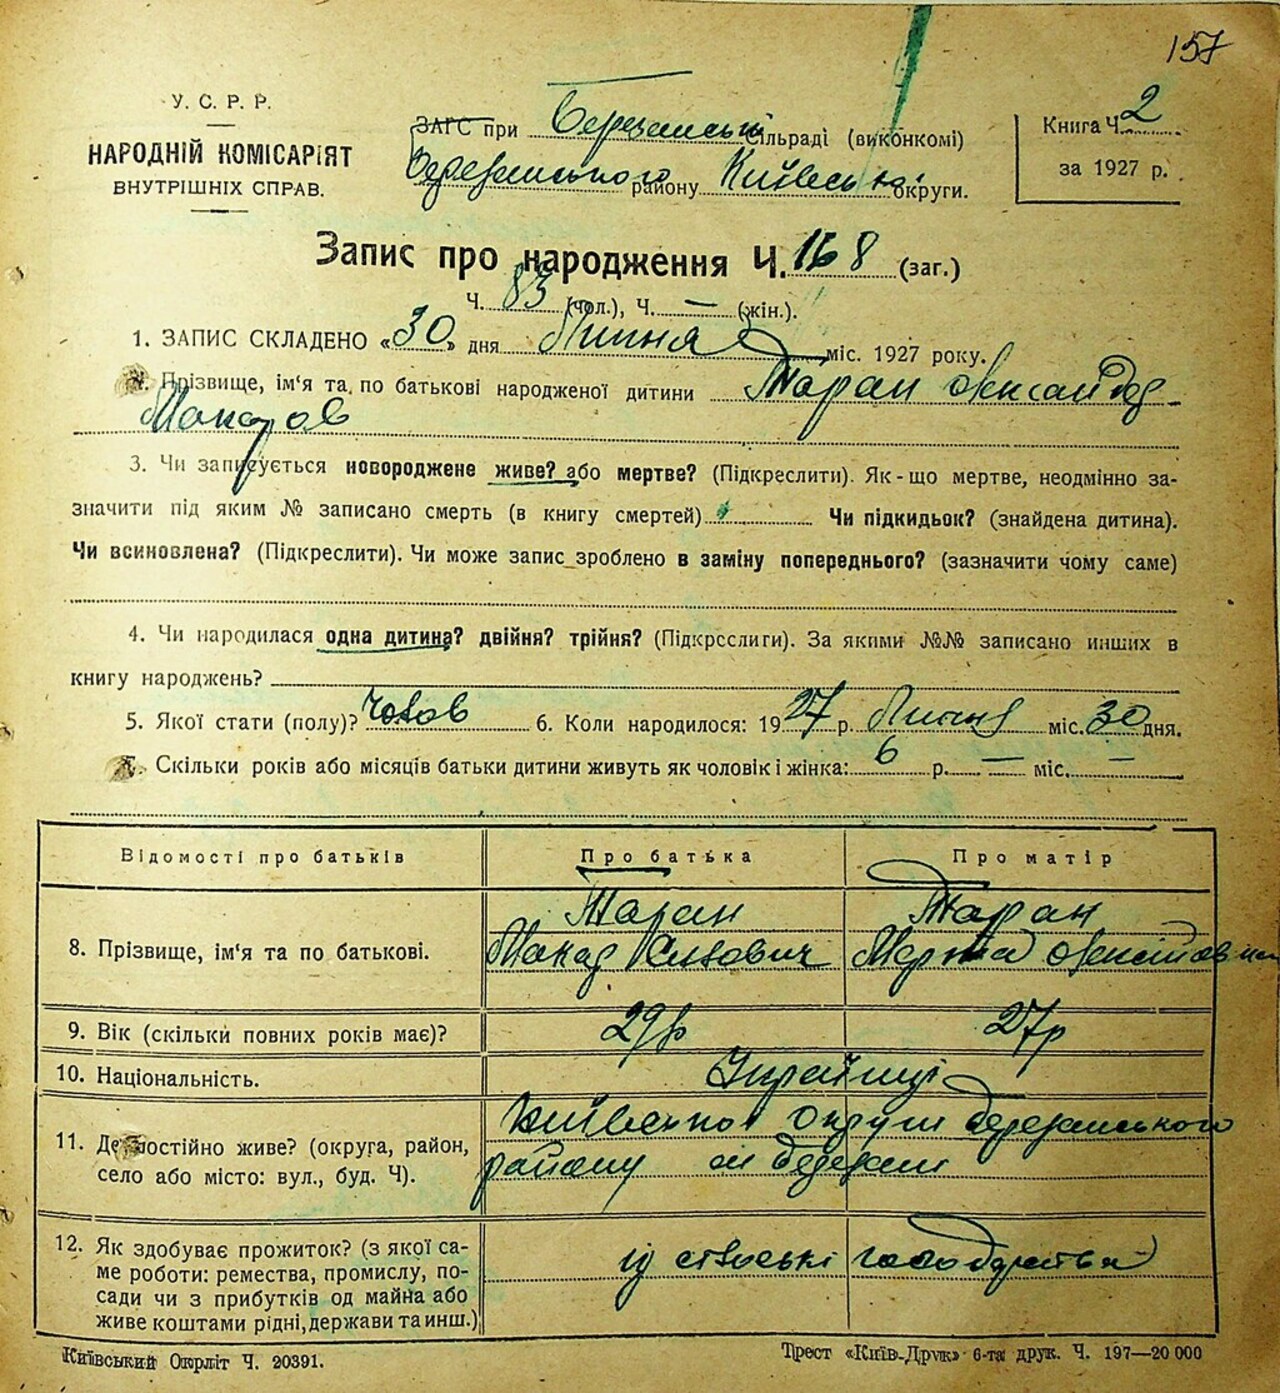 157
У. С. Р. Р.
НАРОДНІЙ КОМІСАРІЯТ
ВНУТРІШНІХ СПРАВ.
ЗАГС при Березанській сільраді (виконкомі)
Березанського району Київської округи.
Книга Ч. 2
за 1927 р.
Запис про народження Ч. 168 (заг.)
Ч. 83 (чол.), Ч. — (жін.).
1. ЗАПИС СКЛАДЕНО «30» дня Липня міс. 1927 року.
Прізвище, ім'я та по батькові народженої дитини Таран Олександер
Макаров
3. Чи записується новороджене живе? або мертве? (Підкреслити). Як-що мертве, неодмінно за-
значити під яким № записано смерть (в книгу смертей) Чи підкидьок? (знайдена дитина).
Чи всиновлена? (Підкреслити). Чи може запис зроблено в заміну попереднього? (зазначити чому саме)
4. Чи народилася одна дитина? двійня? трійня? (Підкреслити). За якими №№ записано инших в
книгу народжень?
5. Якої стати (полу)? Чолов 6. Коли народилося: 1927 р. Липня міс. 30 дня.
Скільки років або місяців батьки дитини живуть як чоловік і жінка: 6 р. — міс. —
Відомості про батьків Про батька Про матір
8. Прізвище, ім'я та по батькові.
Таран Таран
Макар Марта
9. Вік (скільки повних років має)? 29 р 27 р
10. Національність. Українці
11. Де постійно живе? (округа, район,
село або місто: вул., буд. Ч).
Київської округи Березанського
району Березані
12. Як здобуває прожиток? (з якої са-
ме роботи: ремества, промислу, по-
сади чи з прибутків од майна або
живе коштами рідні, держави та инш.)
із сільські господарства
Київський Окрліт Ч. 20391.
Трест «Київ-Друк» 6-та друк. Ч. 197—20 000